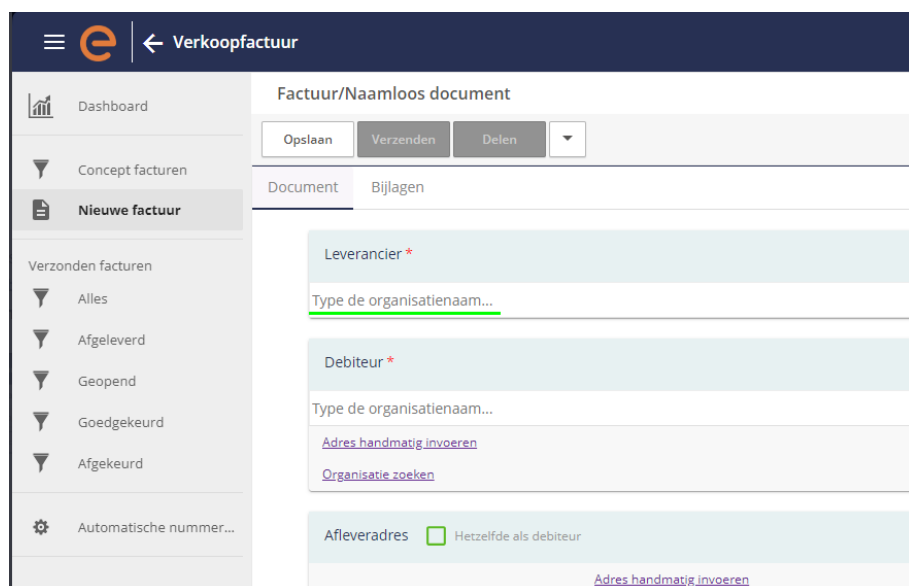 Verkoopfactuur
Dashboard
Concept facturen
Nieuwe factuur
Verzonden facturen
Alles
Afgeleverd
Geopend
Goedgekeurd
Afgekeurd
Automatische nummer...
Factuur/Naamloos document
Opslaan Verzenden Delen
Document Bijlagen
Leverancier *
Type de organisatienaam...
Debiteur *
Type de organisatienaam...
Adres handmatig invoeren
Organisatie zoeken
Afleveradres Hetzelfde als debiteur
Adres handmatig invoeren